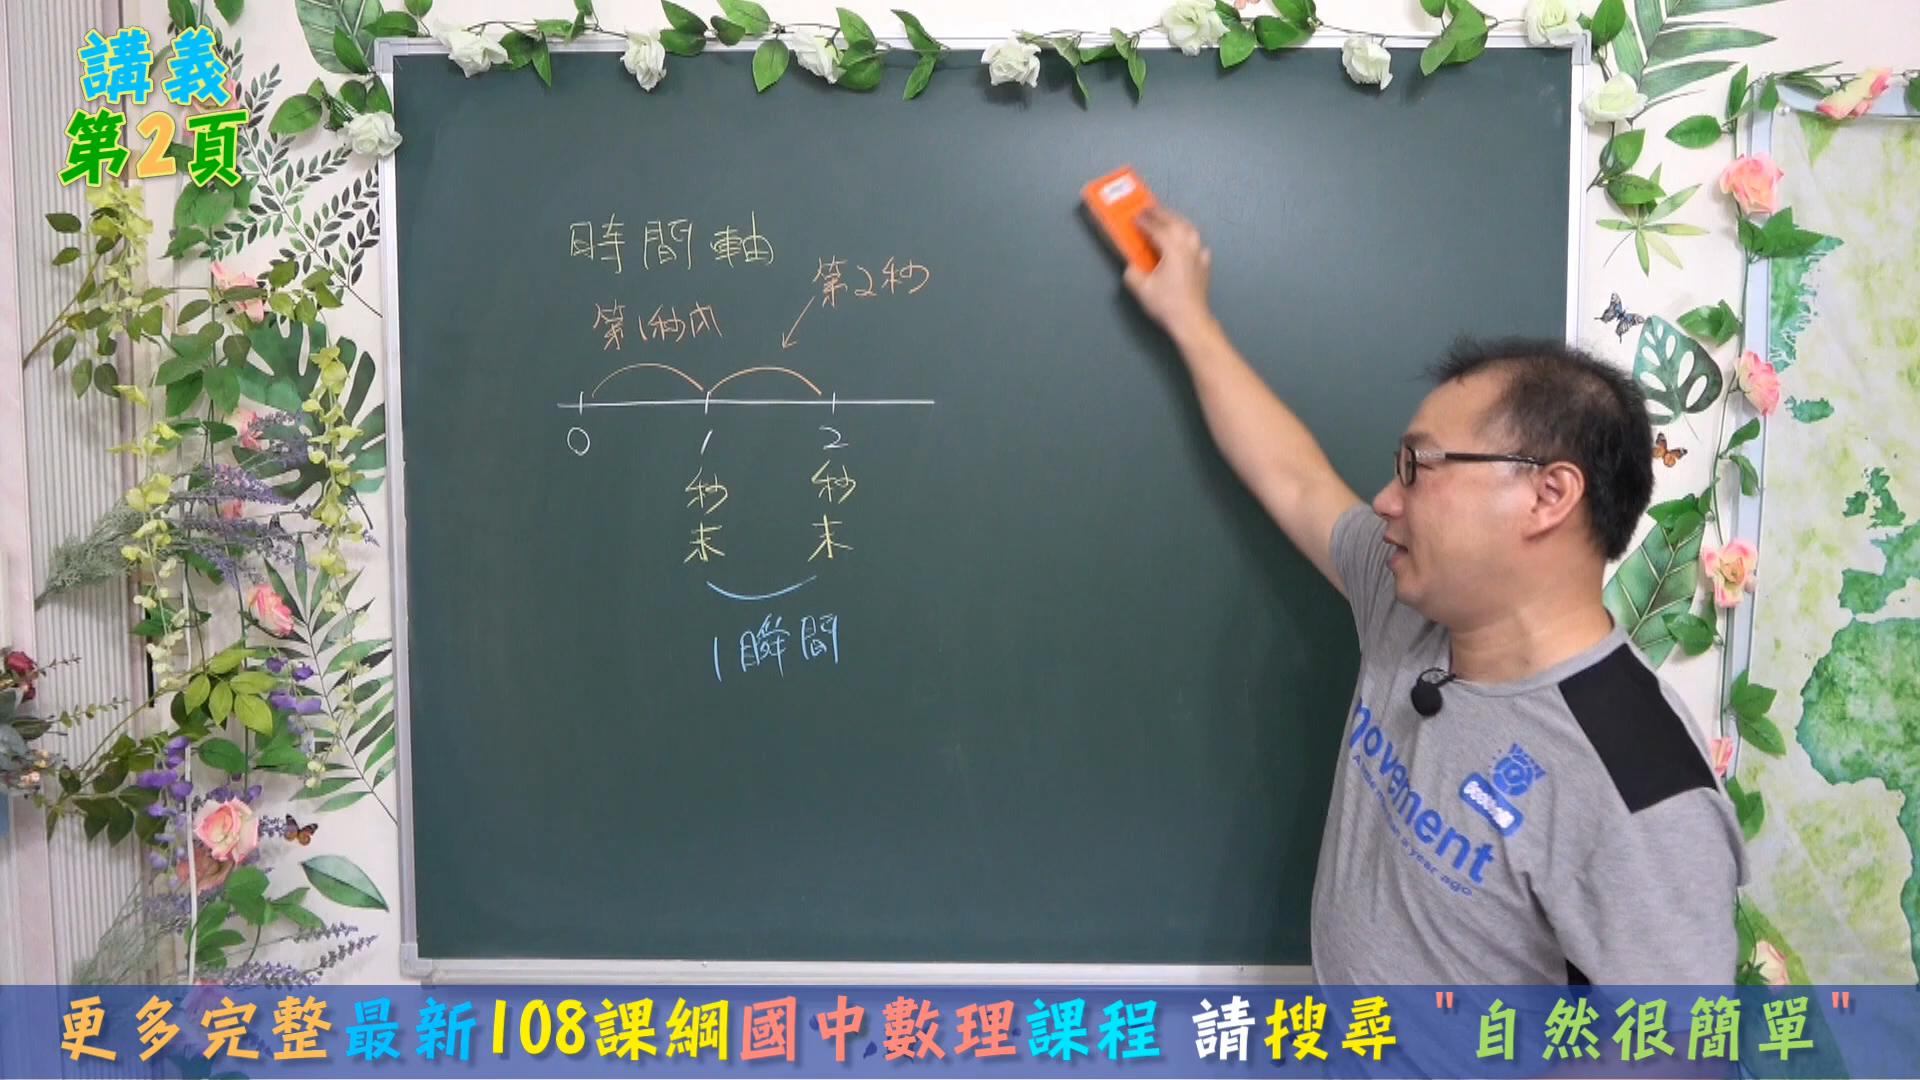 講義
第2頁
時間軸
第2秒
第1秒內
0 1 2
秒末 秒末
1瞬間
movement
更多完整最新108課綱國中數理課程 請搜尋 "自然很簡單"